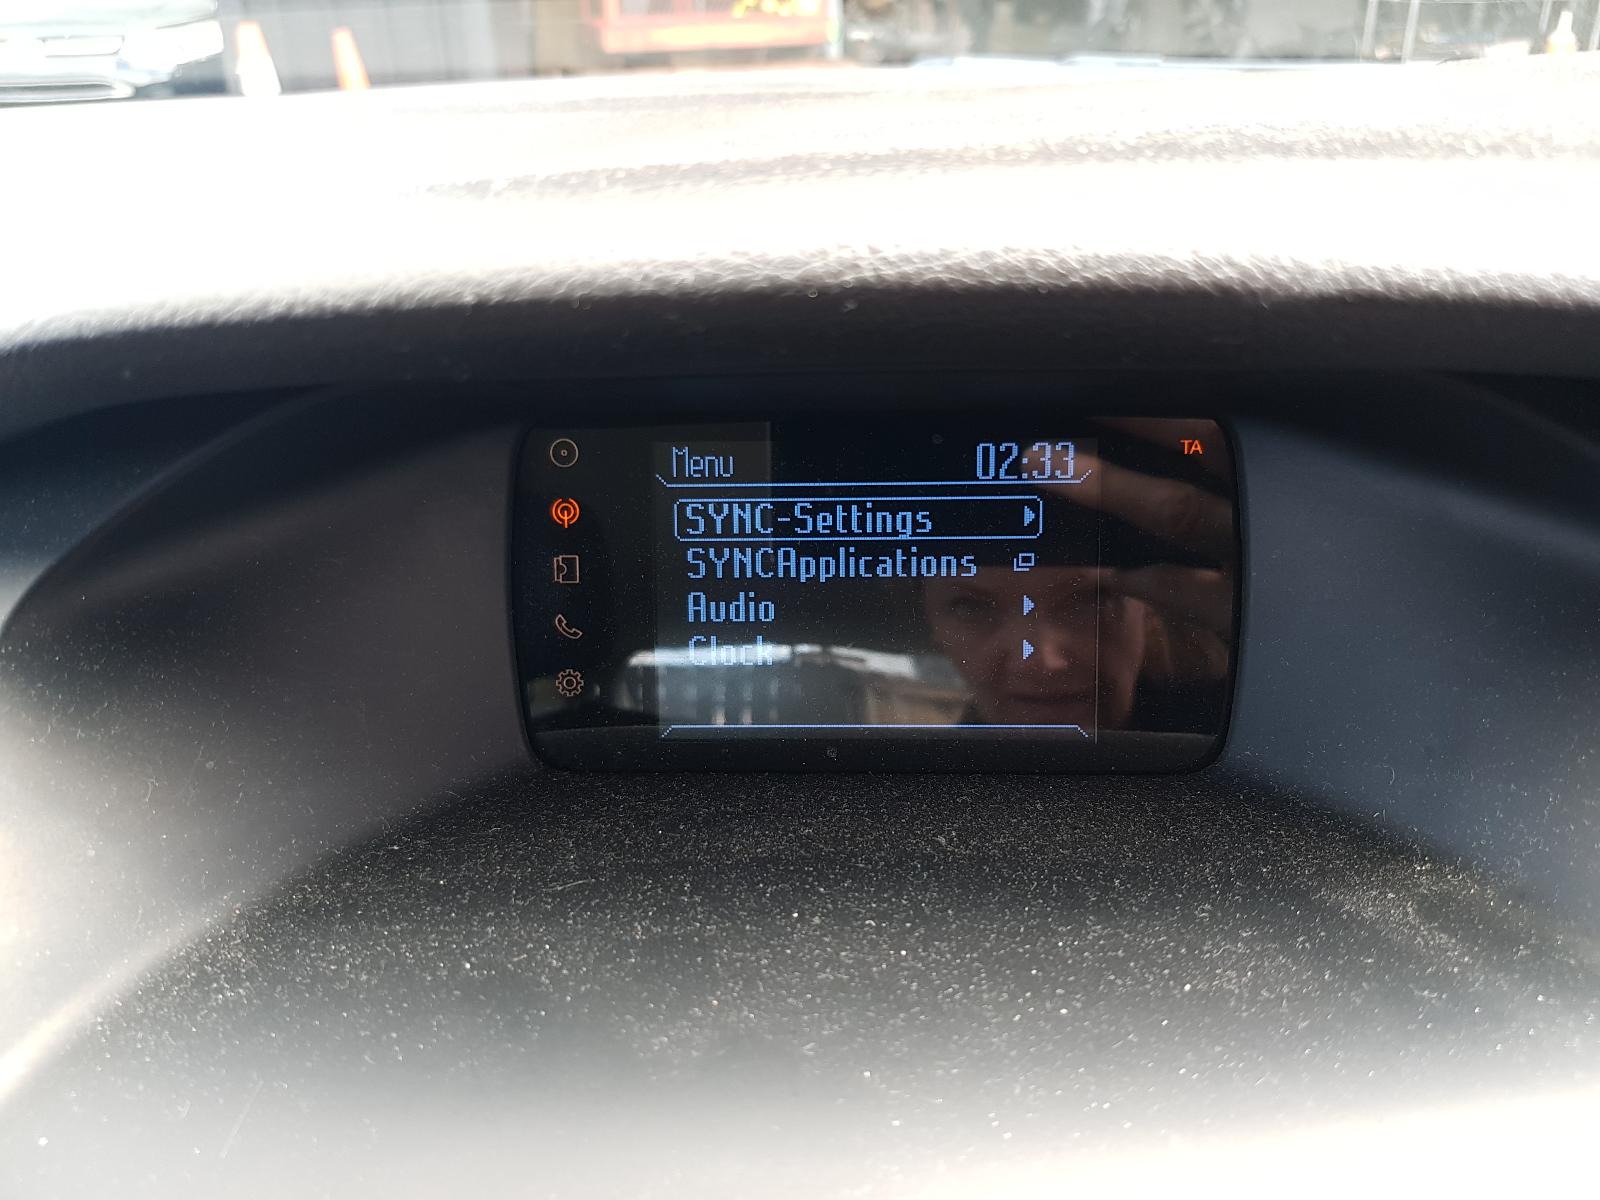 Menu 02:33 TA
SYNC-Settings
SYNCApplications
Audio
Clock